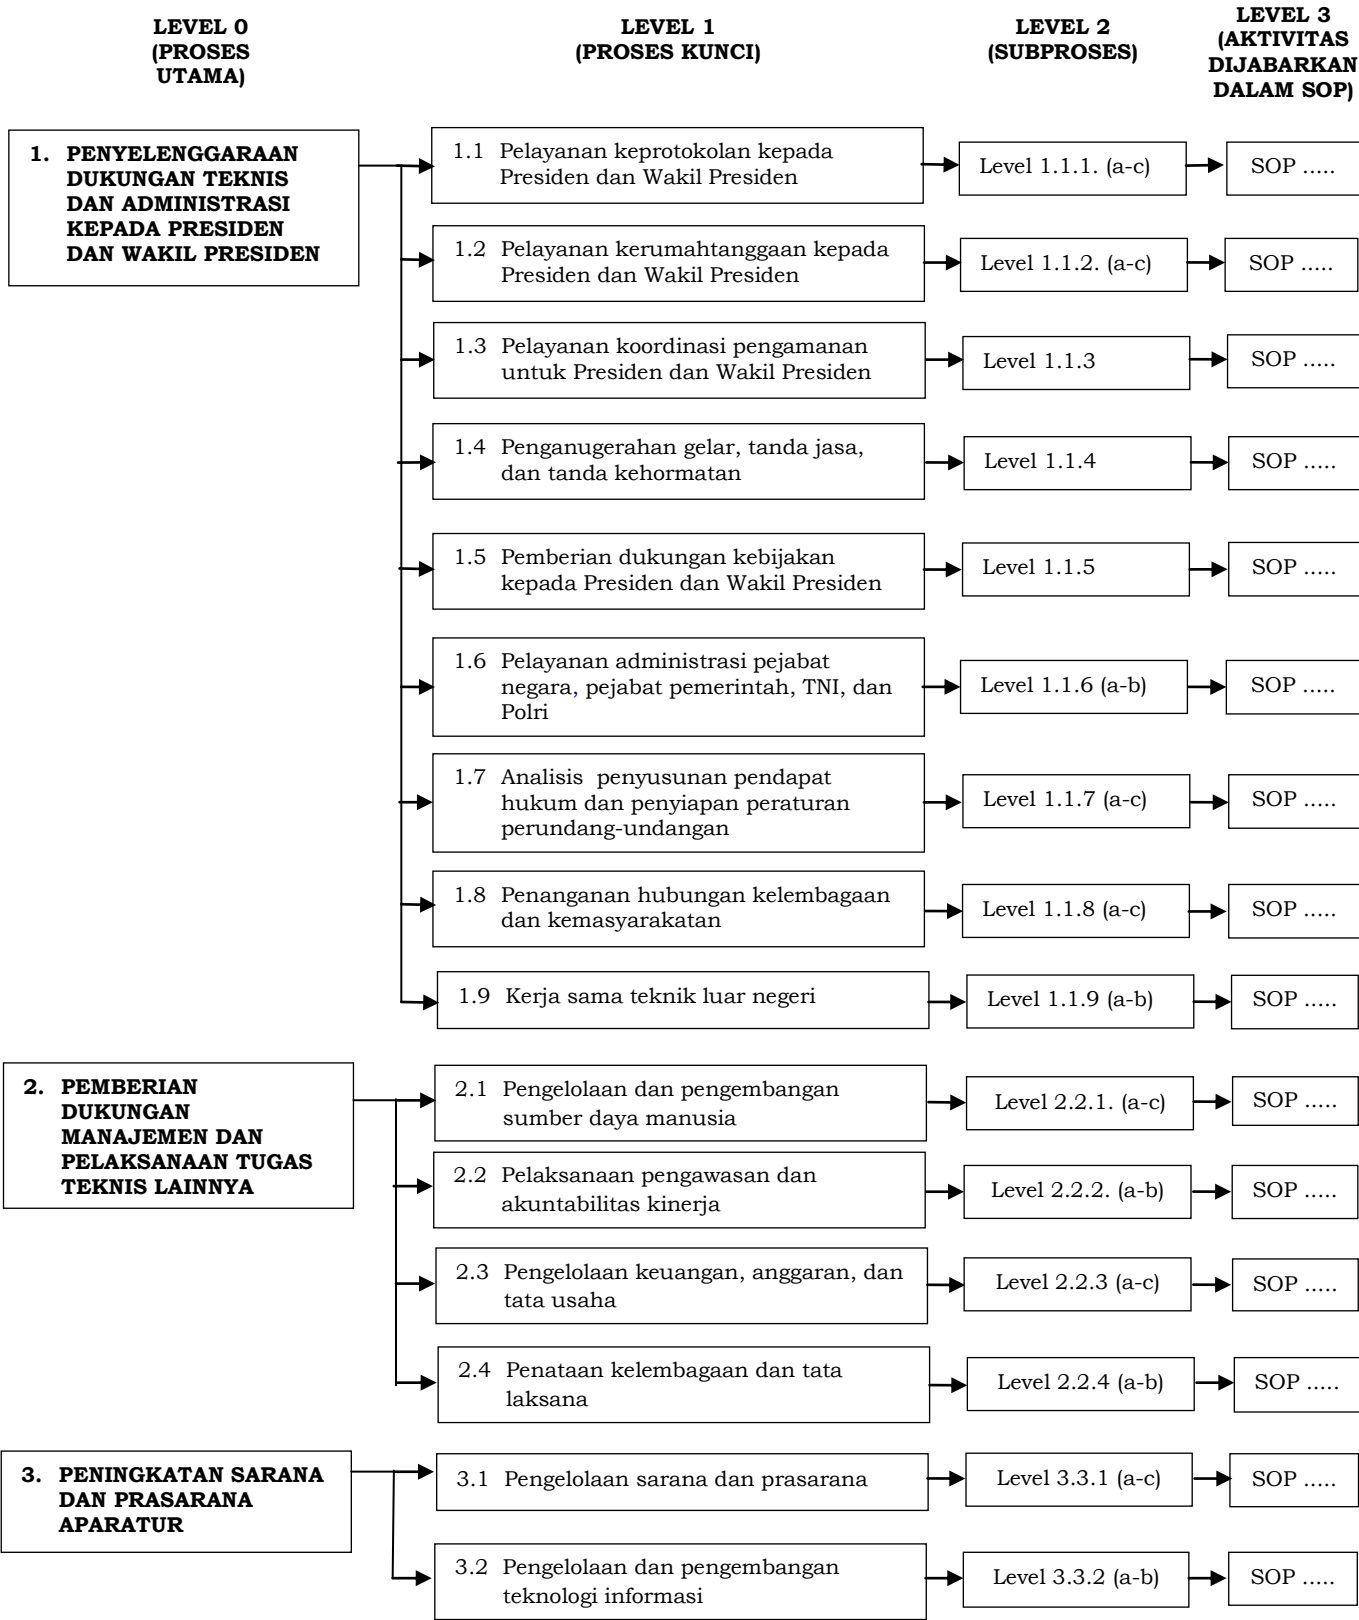 LEVEL 0
(PROSES
UTAMA)
LEVEL 1
(PROSES KUNCI)
LEVEL 2
(SUBPROSES)
LEVEL 3
(AKTIVITAS
DIJABARKAN
DALAM SOP)
1. PENYELENGGARAAN
DUKUNGAN TEKNIS
DAN ADMINISTRASI
KEPADA PRESIDEN
DAN WAKIL PRESIDEN
1.1 Pelayanan keprotokolan kepada
Presiden dan Wakil Presiden
Level 1.1.1. (a-c)
SOP .....
1.2 Pelayanan kerumahtanggaan kepada
Presiden dan Wakil Presiden
Level 1.1.2. (a-c)
SOP .....
1.3 Pelayanan koordinasi pengamanan
untuk Presiden dan Wakil Presiden
Level 1.1.3
SOP .....
1.4 Penganugerahan gelar, tanda jasa,
dan tanda kehormatan
Level 1.1.4
SOP .....
1.5 Pemberian dukungan kebijakan
kepada Presiden dan Wakil Presiden
Level 1.1.5
SOP .....
1.6 Pelayanan administrasi pejabat
negara, pejabat pemerintah, TNI, dan
Polri
Level 1.1.6 (a-b)
SOP .....
1.7 Analisis penyusunan pendapat
hukum dan penyiapan peraturan
perundang-undangan
Level 1.1.7 (a-c)
SOP .....
1.8 Penanganan hubungan kelembagaan
dan kemasyarakatan
Level 1.1.8 (a-c)
SOP .....
1.9 Kerja sama teknik luar negeri
Level 1.1.9 (a-b)
SOP .....
2. PEMBERIAN
DUKUNGAN
MANAJEMEN DAN
PELAKSANAAN TUGAS
TEKNIS LAINNYA
2.1 Pengelolaan dan pengembangan
sumber daya manusia
Level 2.2.1. (a-c)
SOP .....
2.2 Pelaksanaan pengawasan dan
akuntabilitas kinerja
Level 2.2.2. (a-b)
SOP .....
2.3 Pengelolaan keuangan, anggaran, dan
tata usaha
Level 2.2.3 (a-c)
SOP .....
2.4 Penataan kelembagaan dan tata
laksana
Level 2.2.4 (a-b)
SOP .....
3. PENINGKATAN SARANA
DAN PRASARANA
APARATUR
3.1 Pengelolaan sarana dan prasarana
Level 3.3.1 (a-c)
SOP .....
3.2 Pengelolaan dan pengembangan
teknologi informasi
Level 3.3.2 (a-b)
SOP .....